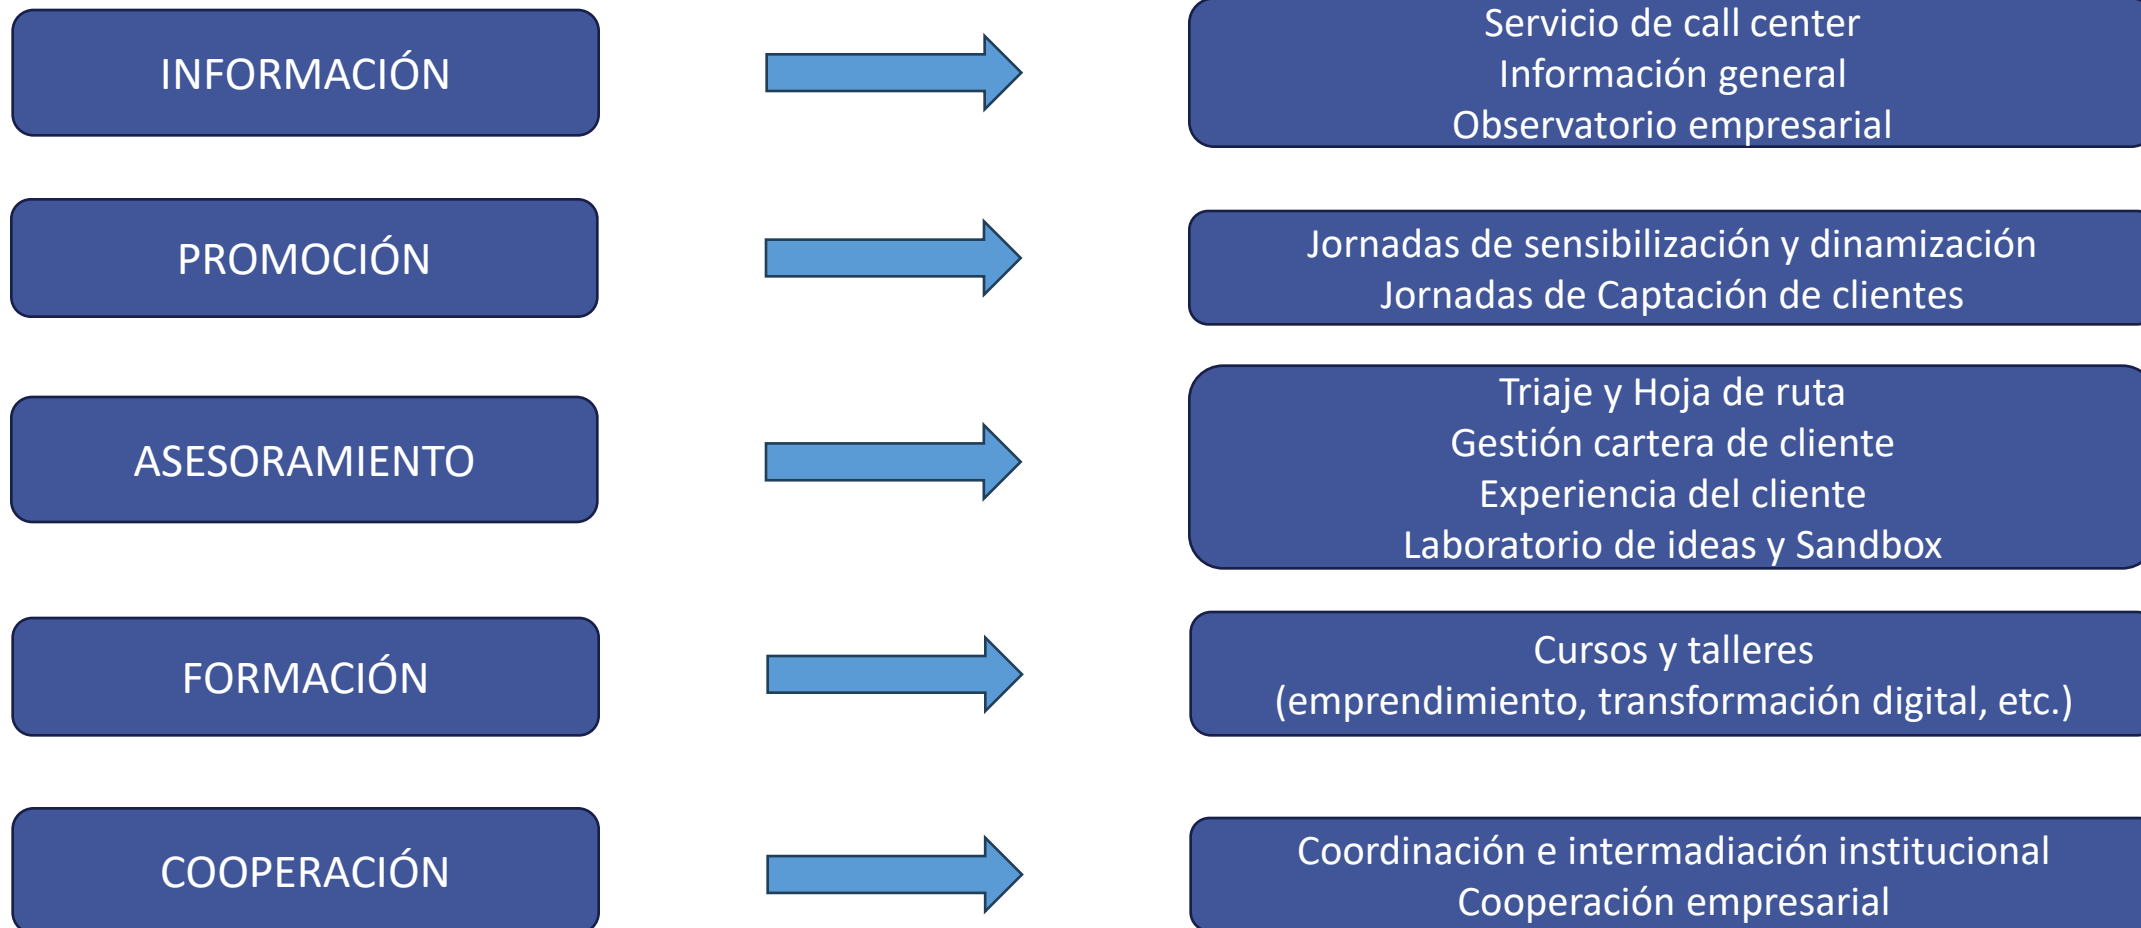 INFORMACIÓN
Servicio de call center
Información general
Observatorio empresarial
PROMOCIÓN
Jornadas de sensibilización y dinamización
Jornadas de Captación de clientes
ASESORAMIENTO
Triaje y Hoja de ruta
Gestión cartera de cliente
Experiencia del cliente
Laboratorio de ideas y Sandbox
FORMACIÓN
Cursos y talleres
(emprendimiento, transformación digital, etc.)
COOPERACIÓN
Coordinación e intermadiación institucional
Cooperación empresarial